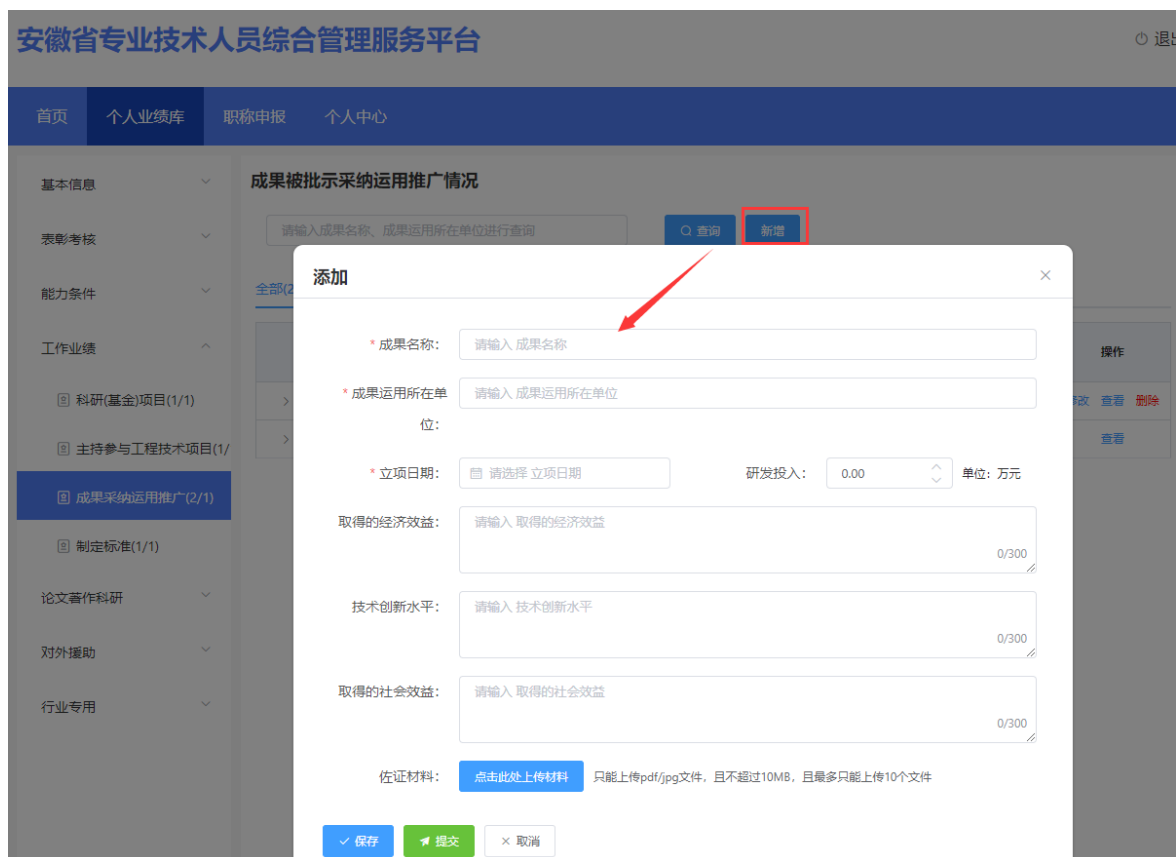 安徽省专业技术人员综合管理服务平台
退出
首页 个人业绩库 职称申报 个人中心
基本信息
成果被批示采纳运用推广情况
请输入成果名称、成果运用所在单位进行查询 查询 新增
表彰考核
添加
能力条件
全部(2
* 成果名称： 请输入 成果名称
工作业绩
操作
* 成果运用所在单位： 请输入 成果运用所在单位
科研(基金)项目(1/1)
修改 查看 删除
主持参与工程技术项目(1/
查看
* 立项日期： 请选择 立项日期 研发投入： 0.00 单位：万元
成果采纳运用推广(2/1)
取得的经济效益： 请输入 取得的经济效益
0/300
制定标准(1/1)
论文著作科研
技术创新水平： 请输入 技术创新水平
0/300
对外援助
取得的社会效益： 请输入 取得的社会效益
0/300
行业专用
佐证材料： 点击此处上传材料 只能上传pdf/jpg文件，且不超过10MB，且最多只能上传10个文件
保存 提交 取消